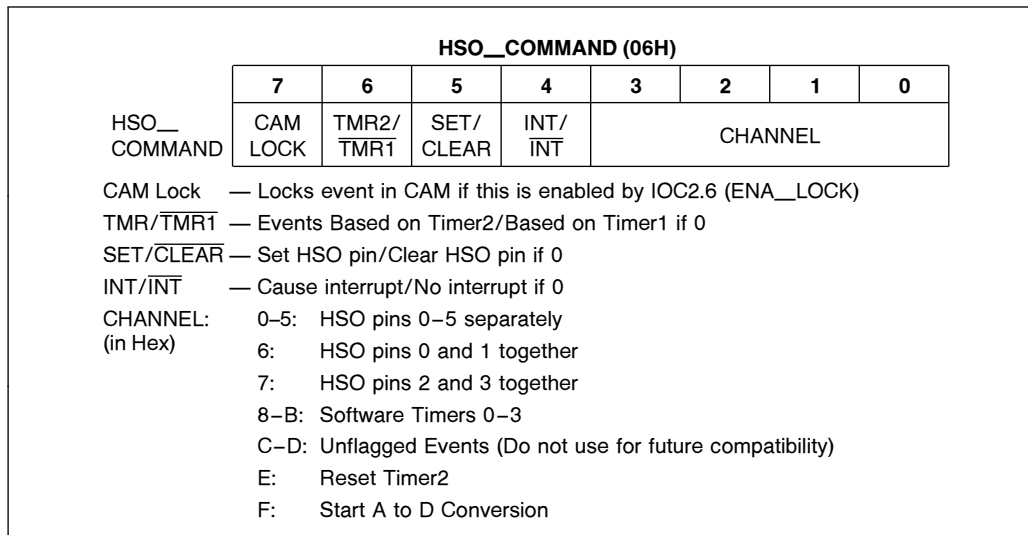 HSO__COMMAND (06H)
7 6 5 4 3 2 1 0
HSO__ COMMAND CAM LOCK TMR2/TMR1 SET/CLEAR INT/INT CHANNEL
CAM Lock — Locks event in CAM if this is enabled by IOC2.6 (ENA__LOCK)
TMR/TMR1 — Events Based on Timer2/Based on Timer1 if 0
SET/CLEAR — Set HSO pin/Clear HSO pin if 0
INT/INT — Cause interrupt/No interrupt if 0
CHANNEL: 0–5: HSO pins 0–5 separately
(in Hex)
6: HSO pins 0 and 1 together
7: HSO pins 2 and 3 together
8–B: Software Timers 0–3
C–D: Unflagged Events (Do not use for future compatibility)
E: Reset Timer2
F: Start A to D Conversion